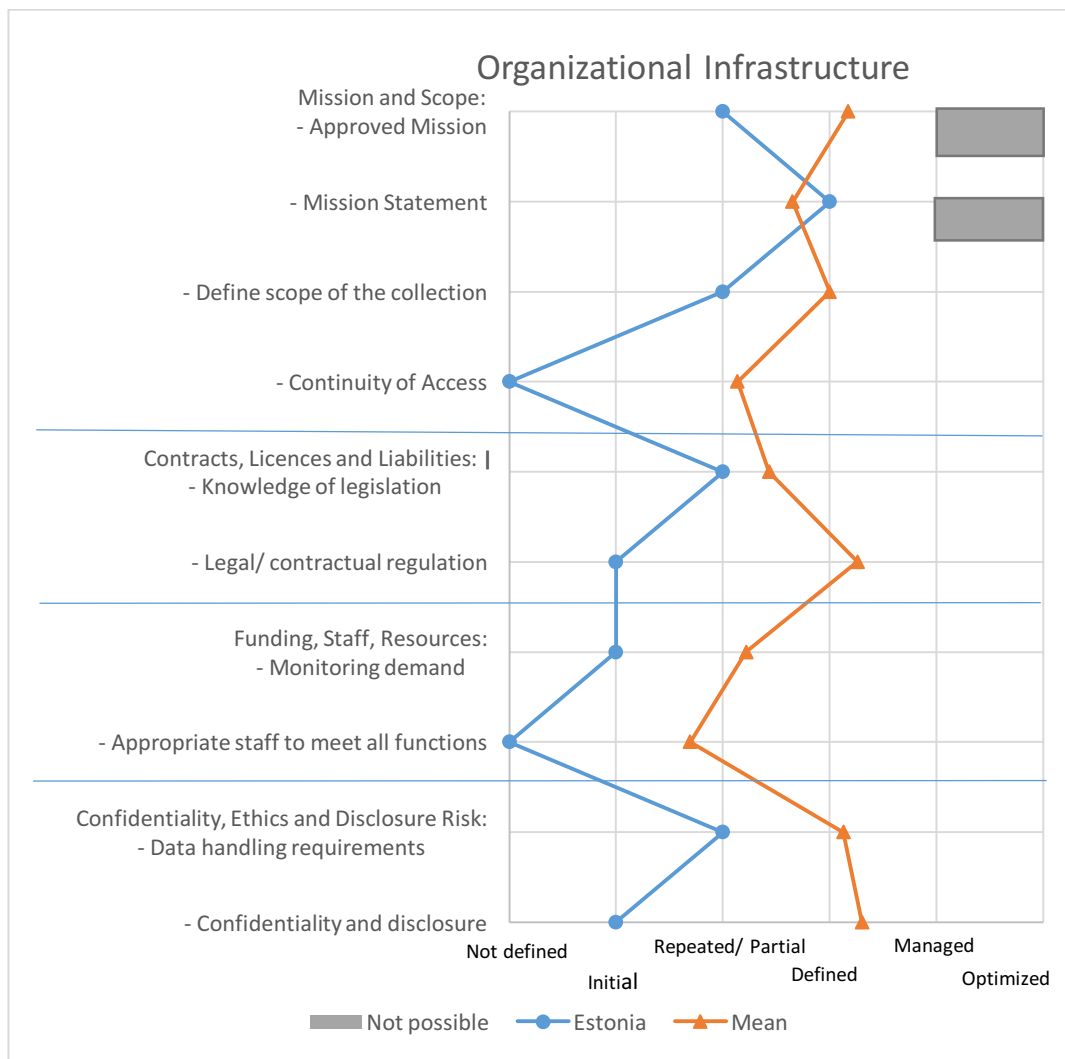 Organizational Infrastructure
Mission and Scope:
- Approved Mission
- Mission Statement
- Define scope of the collection
- Continuity of Access
Contracts, Licences and Liabilities: |
- Knowledge of legislation
- Legal/ contractual regulation
Funding, Staff, Resources:
- Monitoring demand
- Appropriate staff to meet all functions
Confidentiality, Ethics and Disclosure Risk:
- Data handling requirements
- Confidentiality and disclosure
Not defined
Initial
Repeated/ Partial
Defined
Managed
Optimized
Not possible
Estonia
Mean